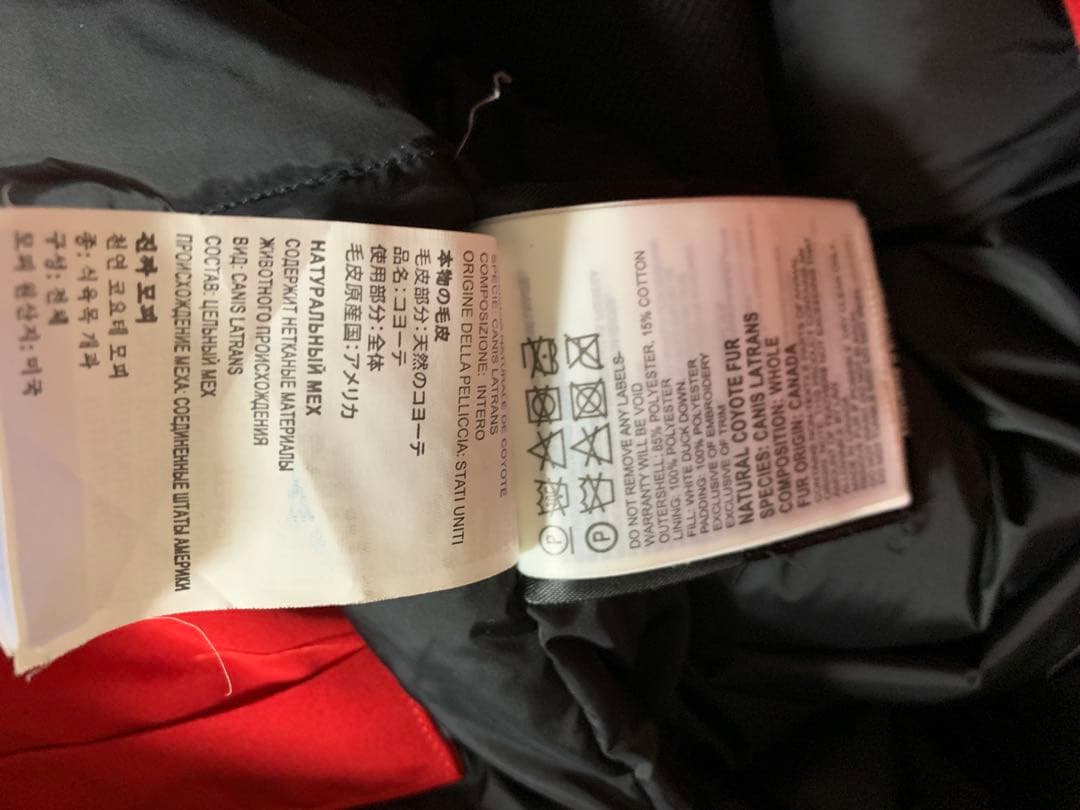 DO NOT REMOVE ANY LABELS-
WARRANTY WILL BE VOID
OUTERSHELL: 85% POLYESTER, 15% COTTON
LINING: 100% POLYESTER
FILL: WHITE DUCK DOWN
PADDING: 100% POLYESTER
EXCLUSIVE OF EMBROIDERY
EXCLUSIVE OF TRIM
NATURAL COYOTE FUR
SPECIES: CANIS LATRANS
COMPOSITION: WHOLE
FUR ORIGIN: CANADA
DE COYOTE
SPECIE: CANIS LATRANS
COMPOSIZIONE: INTERO
ORIGINE DELLA PELLICCIA: STATI UNITI
本物の毛皮
毛皮部分:天然のコヨーテ
品名:コヨーテ
使用部分:全体
毛皮原産国:アメリカ
НАТУРАЛЬНЫЙ МЕХ
СОДЕРЖИТ НЕТКАНЫЕ МАТЕРИАЛЫ
ЖИВОТНОГО ПРОИСХОЖДЕНИЯ
ВИД: CANIS LATRANS
СОСТАВ: ЦЕЛЬНЫЙ МЕХ
ПРОИСХОЖДЕНИЕ МЕХА: СОЕДИНЕННЫЕ ШТАТЫ АМЕРИКИ
진짜 모피
천연 코요테 모피
종: 식육목 개과
구성: 전체
모피 원산지: 미국